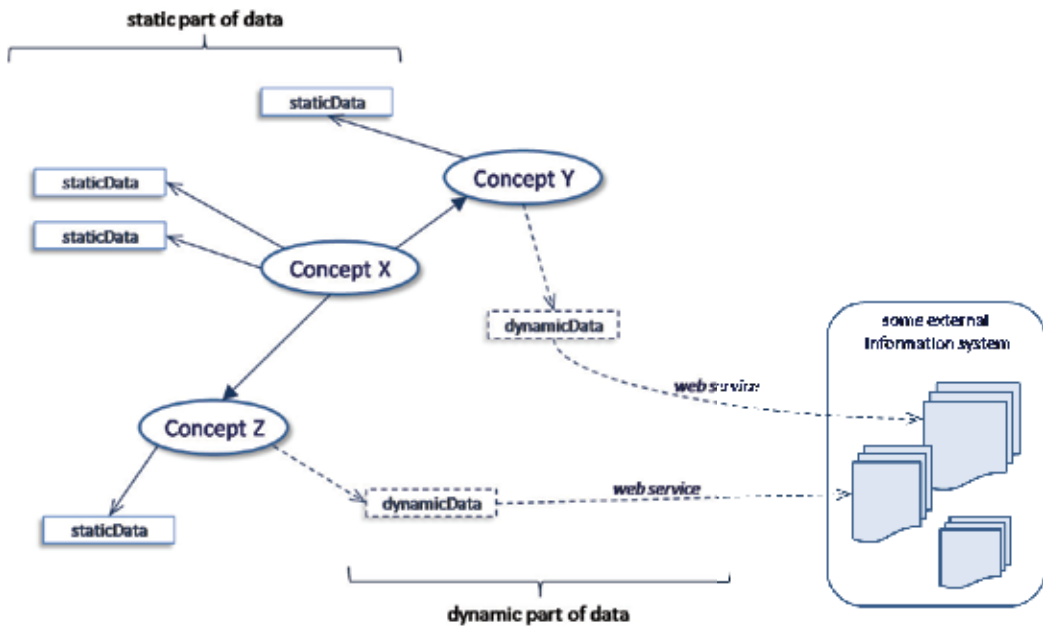 static part of data
staticData
Concept Y
staticData
staticData
Concept X
dynamicData
some external
information system
web service
Concept Z
web service
dynamicData
staticData
dynamic part of data